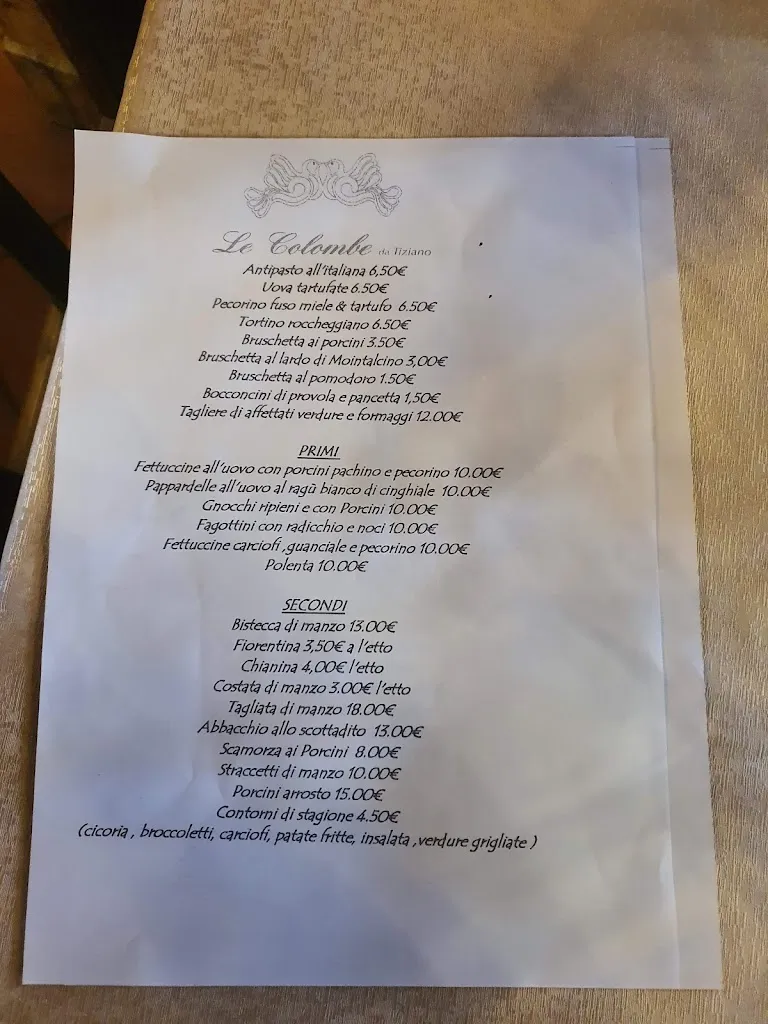 Le Colombe da Tiziano
Antipasto all'italiana 6,50€
Uova tartufate 6.50€
Pecorino fuso miele & tartufo 6.50€
Tortino roccheggiano 6.50€
Bruschetta ai porcini 3.50€
Bruschetta al lardo di Mointalcino 3,00€
Bruschetta al pomodoro 1.50€
Bocconcini di provola e pancetta 1,50€
Tagliere di affettati verdure e formaggi 12.00€
PRIMI
Fettuccine all'uovo con porcini pachino e pecorino 10.00€
Pappardelle all'uovo al ragù bianco di cinghiale 10.00€
Gnocchi ripieni e con Porcini 10.00€
Fagottini con radicchio e noci 10.00€
Fettuccine carciofi ,guanciale e pecorino 10.00€
Polenta 10.00€
SECONDI
Bistecca di manzo 13.00€
Fiorentina 3,50€ a l'etto
Chianina 4,00€ l'etto
Costata di manzo 3.00€ l'etto
Tagliata di manzo 18.00€
Abbacchio allo scottadito 13.00€
Scamorza ai Porcini 8.00€
Straccetti di manzo 10.00€
Porcini arrosto 15.00€
Contorni di stagione 4.50€
(cicoria , broccoletti, carciofi, patate fritte, insalata ,verdure grigliate )